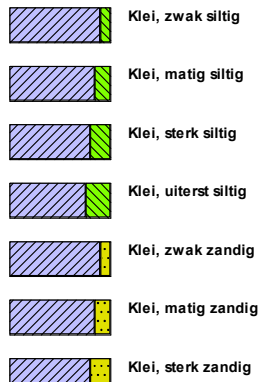 Klei, zwak siltig
Klei, matig siltig
Klei, sterk siltig
Klei, uiterst siltig
Klei, zwak zandig
Klei, matig zandig
Klei, sterk zandig